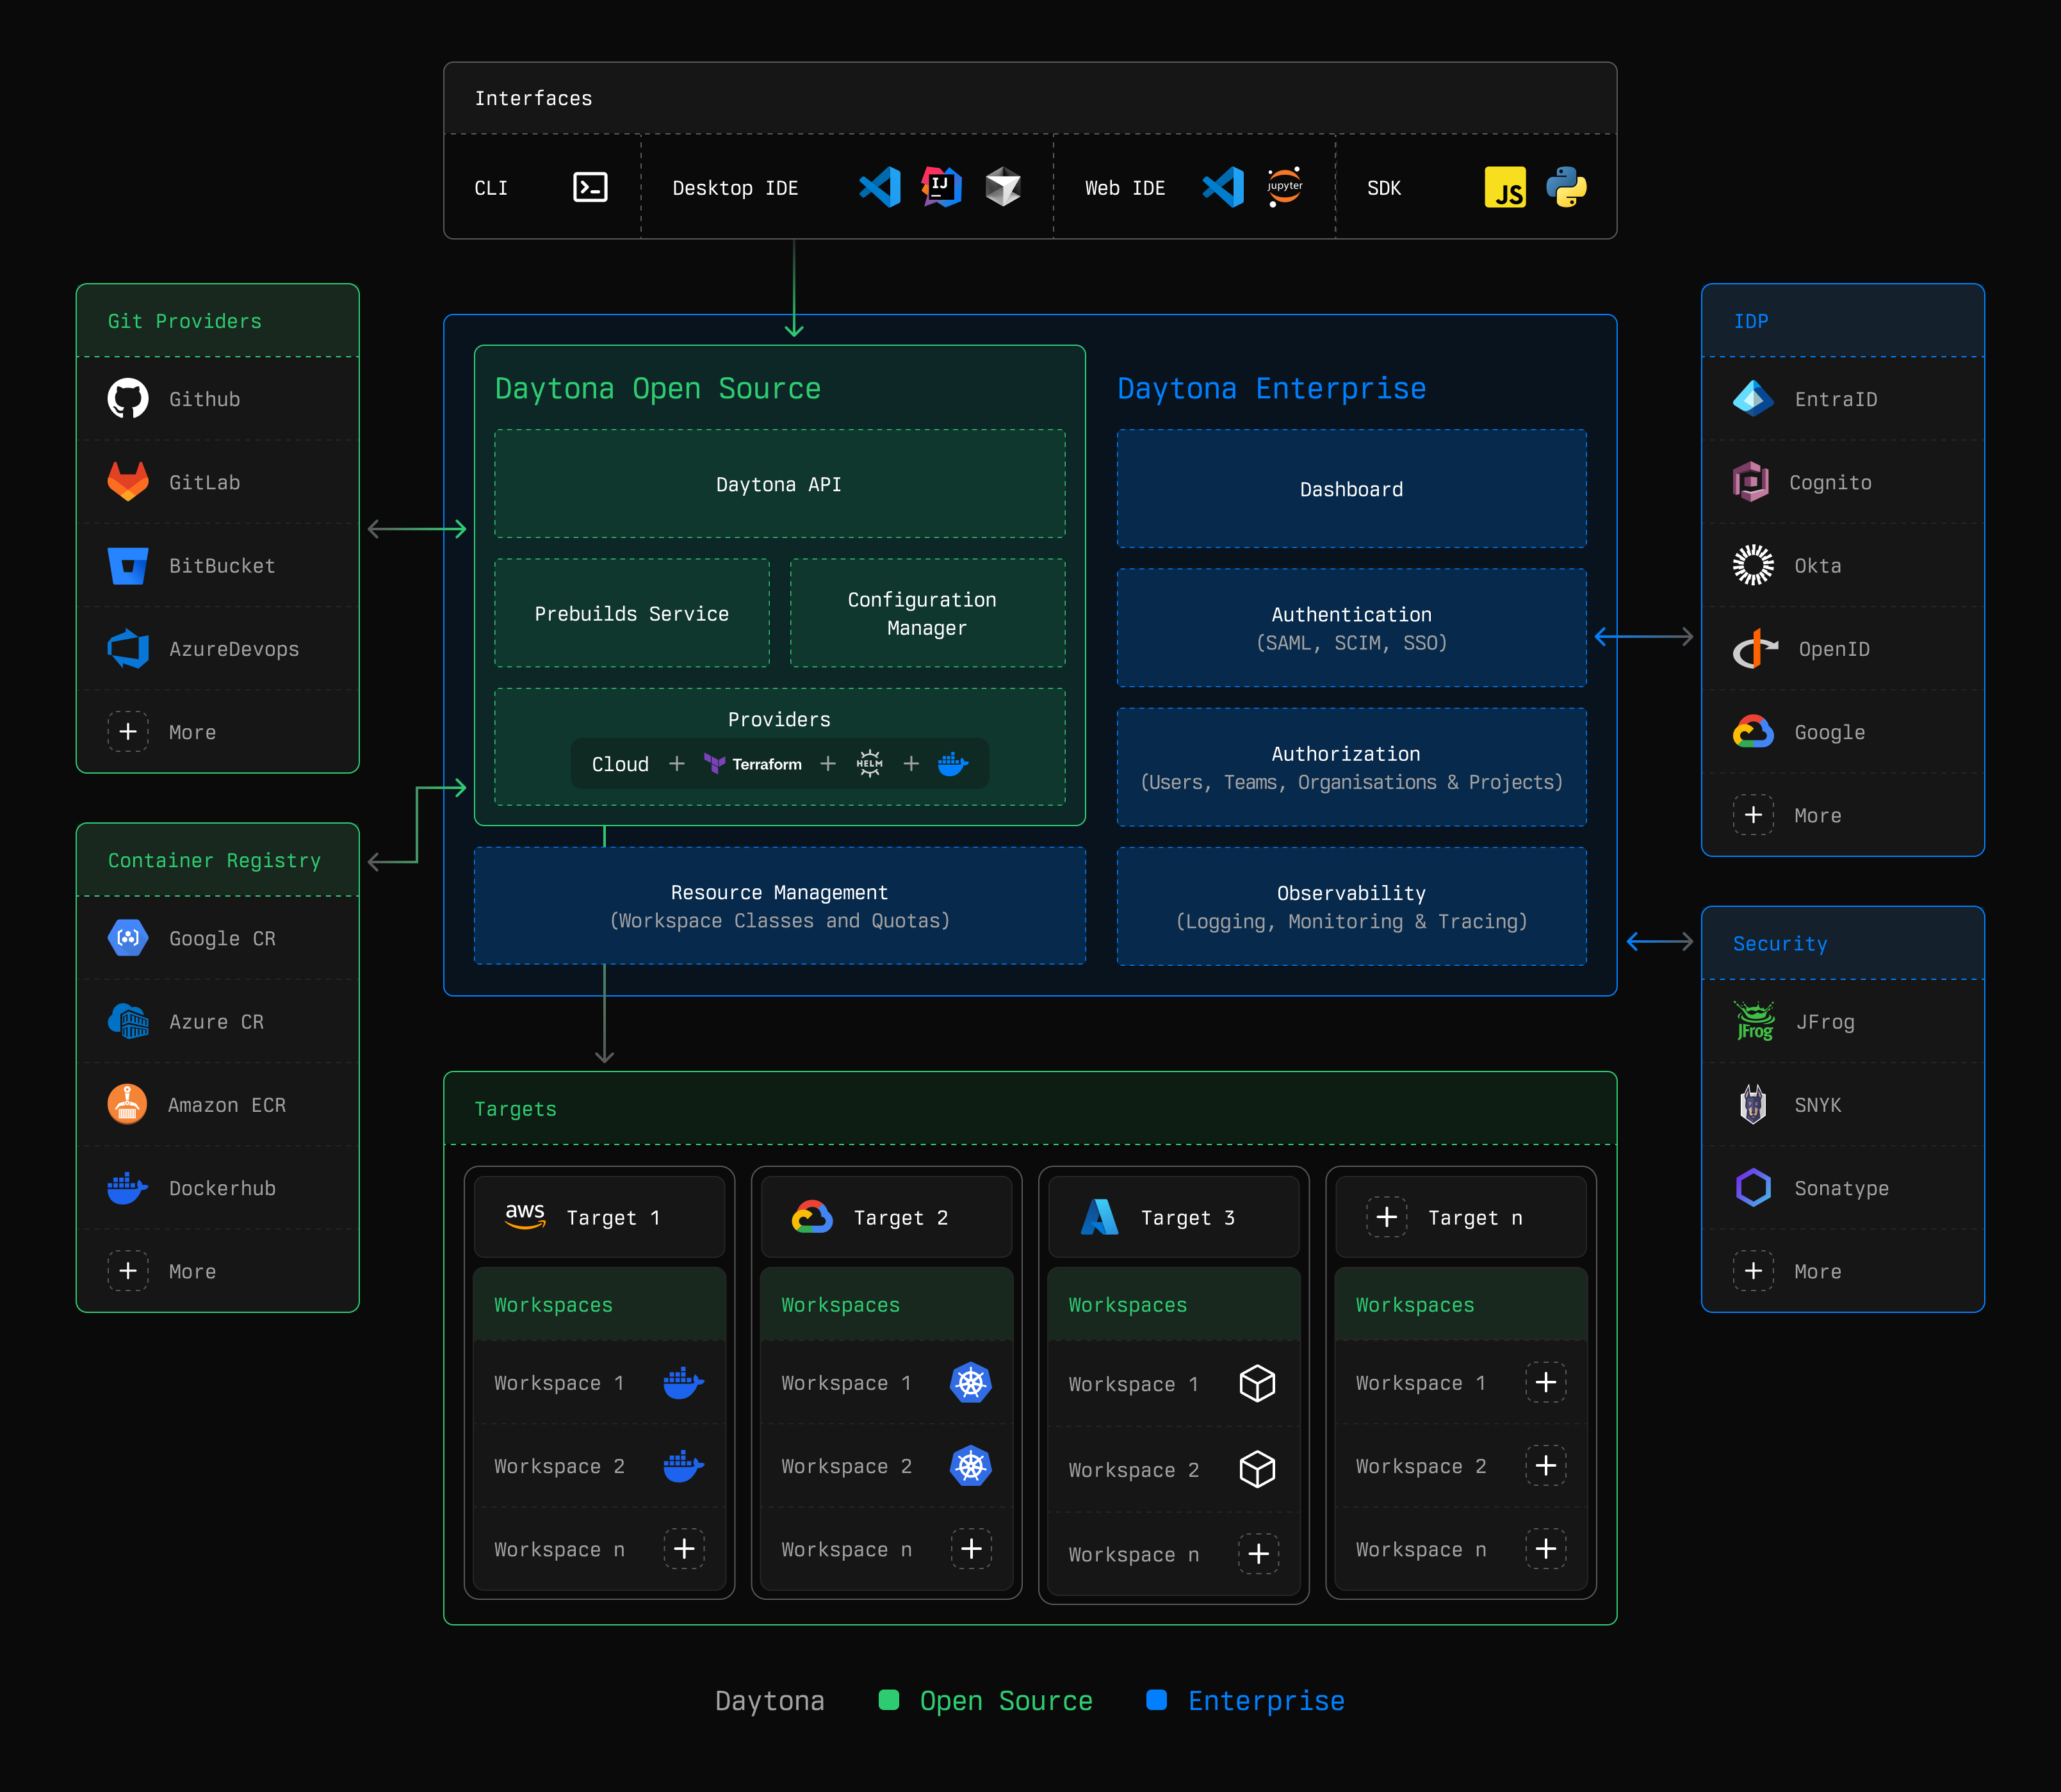 Interfaces
CLI
Desktop IDE
IJ
Web IDE
jupyter
SDK
JS
Git Providers
Github
GitLab
BitBucket
AzureDevops
More
Container Registry
Google CR
Azure CR
Amazon ECR
Dockerhub
More
Daytona Open Source
Daytona API
Prebuilds Service
Configuration
Manager
Providers
Cloud + Terraform + HELM +
Resource Management
(Workspace Classes and Quotas)
Daytona Enterprise
Dashboard
Authentication
(SAML, SCIM, SSO)
Authorization
(Users, Teams, Organisations & Projects)
Observability
(Logging, Monitoring & Tracing)
IDP
EntraID
Cognito
Okta
OpenID
Google
More
Security
JFrog
JFrog
SNYK
Sonatype
More
Targets
aws
Target 1
Workspaces
Workspace 1
Workspace 2
Workspace n
Target 2
Workspaces
Workspace 1
Workspace 2
Workspace n
Target 3
Workspaces
Workspace 1
Workspace 2
Workspace n
Target n
Workspaces
Workspace 1
Workspace 2
Workspace n
Daytona
Open Source
Enterprise